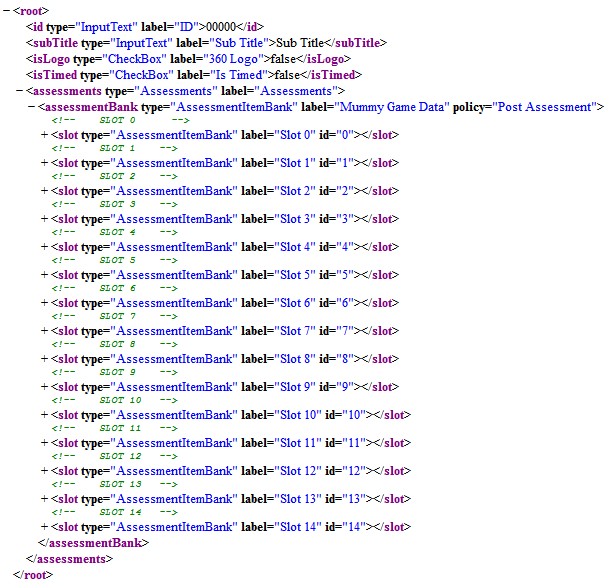 − <root>
<id type="InputText" label="ID">00000</id>
<subTitle type="InputText" label="Sub Title">Sub Title</subTitle>
<isLogo type="CheckBox" label="360 Logo">false</isLogo>
<isTimed type="CheckBox" label="Is Timed">false</isTimed>
− <assessments type="Assessments" label="Assessments">
− <assessmentBank type="AssessmentItemBank" label="Mummy Game Data" policy="Post Assessment">
<!-- SLOT 0 -->
+ <slot type="AssessmentItemBank" label="Slot 0" id="0"></slot>
<!-- SLOT 1 -->
+ <slot type="AssessmentItemBank" label="Slot 1" id="1"></slot>
<!-- SLOT 2 -->
+ <slot type="AssessmentItemBank" label="Slot 2" id="2"></slot>
<!-- SLOT 3 -->
+ <slot type="AssessmentItemBank" label="Slot 3" id="3"></slot>
<!-- SLOT 4 -->
+ <slot type="AssessmentItemBank" label="Slot 4" id="4"></slot>
<!-- SLOT 5 -->
+ <slot type="AssessmentItemBank" label="Slot 5" id="5"></slot>
<!-- SLOT 6 -->
+ <slot type="AssessmentItemBank" label="Slot 6" id="6"></slot>
<!-- SLOT 7 -->
+ <slot type="AssessmentItemBank" label="Slot 7" id="7"></slot>
<!-- SLOT 8 -->
+ <slot type="AssessmentItemBank" label="Slot 8" id="8"></slot>
<!-- SLOT 9 -->
+ <slot type="AssessmentItemBank" label="Slot 9" id="9"></slot>
<!-- SLOT 10 -->
+ <slot type="AssessmentItemBank" label="Slot 10" id="10"></slot>
<!-- SLOT 11 -->
+ <slot type="AssessmentItemBank" label="Slot 11" id="11"></slot>
<!-- SLOT 12 -->
+ <slot type="AssessmentItemBank" label="Slot 12" id="12"></slot>
<!-- SLOT 13 -->
+ <slot type="AssessmentItemBank" label="Slot 13" id="13"></slot>
<!-- SLOT 14 -->
+ <slot type="AssessmentItemBank" label="Slot 14" id="14"></slot>
</assessmentBank>
</assessments>
</root>